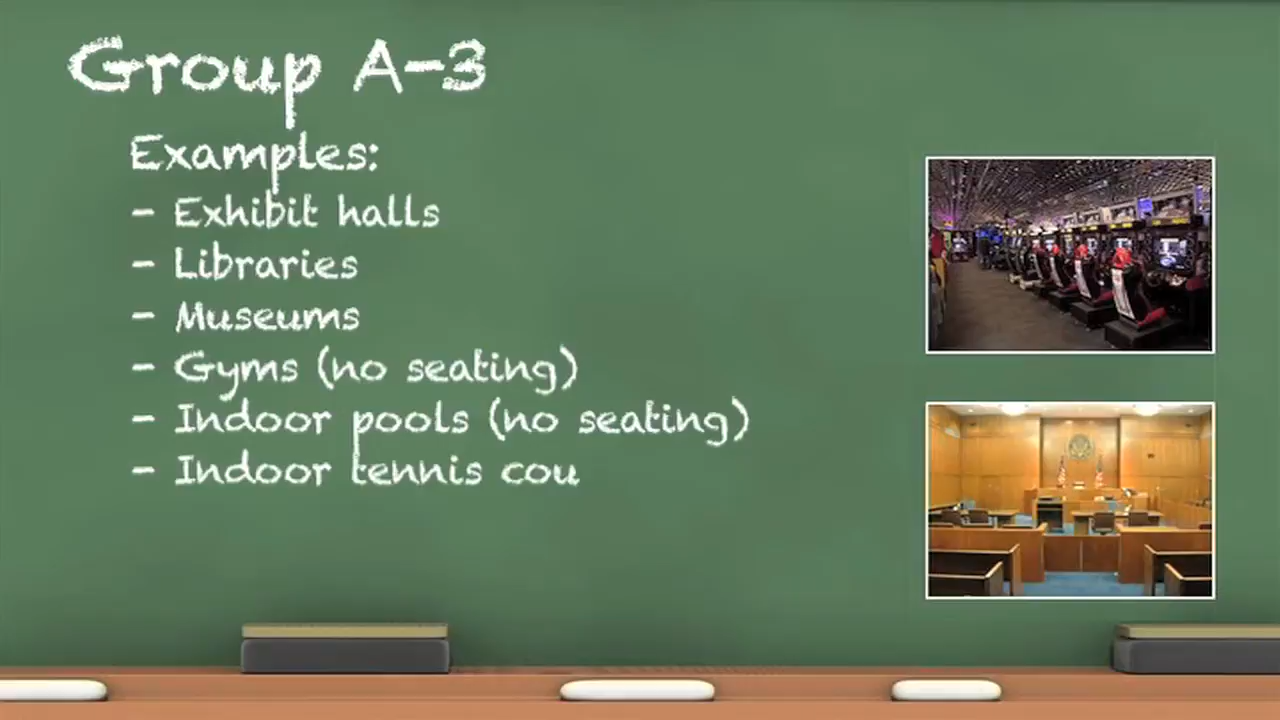 Group A-3
Examples:
- Exhibit halls
- Libraries
- Museums
- Gyms (no seating)
- Indoor pools (no seating)
- Indoor tennis cou